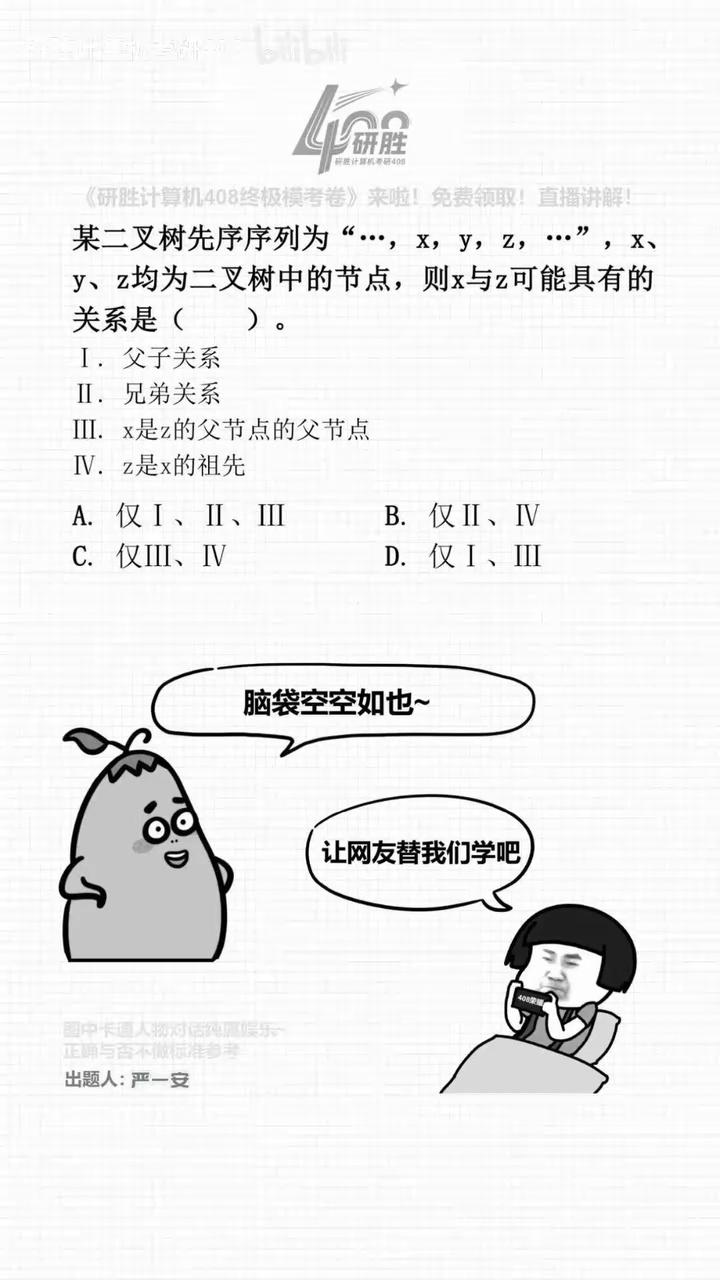 bilibili
408
研胜
研胜计算机考研408
《研胜计算机408终极模考卷》来啦！免费领取！直播讲解！
某二叉树先序序列为“…，x，y，z，…”，x、
y、z均为二叉树中的节点，则x与z可能具有的
关系是（　　）。
Ⅰ．父子关系
Ⅱ．兄弟关系
Ⅲ．x是z的父节点的父节点
Ⅳ．z是x的祖先
A. 仅Ⅰ、Ⅱ、Ⅲ　　B. 仅Ⅱ、Ⅳ
C. 仅Ⅲ、Ⅳ　　D. 仅Ⅰ、Ⅲ
脑袋空空如也~
让网友替我们学吧
408荣耀
图中卡通人物对话纯属娱乐~
正确与否不做标准参考
出题人：严一安